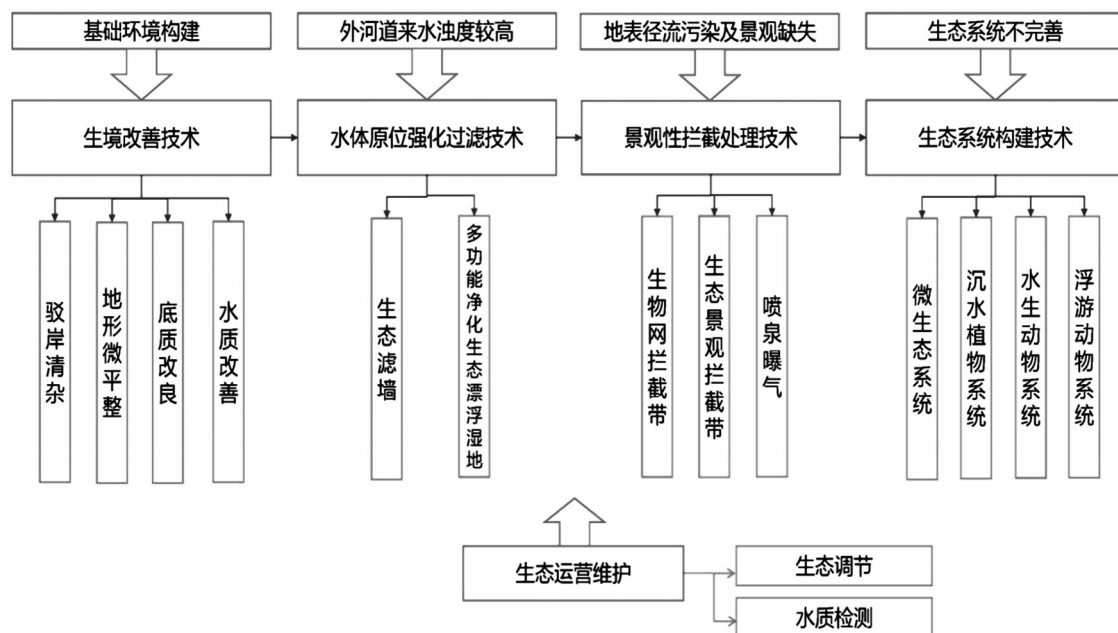 基础环境构建
外河道来水浊度较高
地表径流污染及景观缺失
生态系统不完善
生境改善技术
水体原位强化过滤技术
景观性拦截处理技术
生态系统构建技术
驳岸清杂
地形微平整
底质改良
水质改善
生态滤墙
多功能净化生态漂浮湿地
生物网拦截带
生态景观拦截带
喷泉曝气
微生态系统
沉水植物系统
水生动物系统
浮游动物系统
生态运营维护
生态调节
水质检测